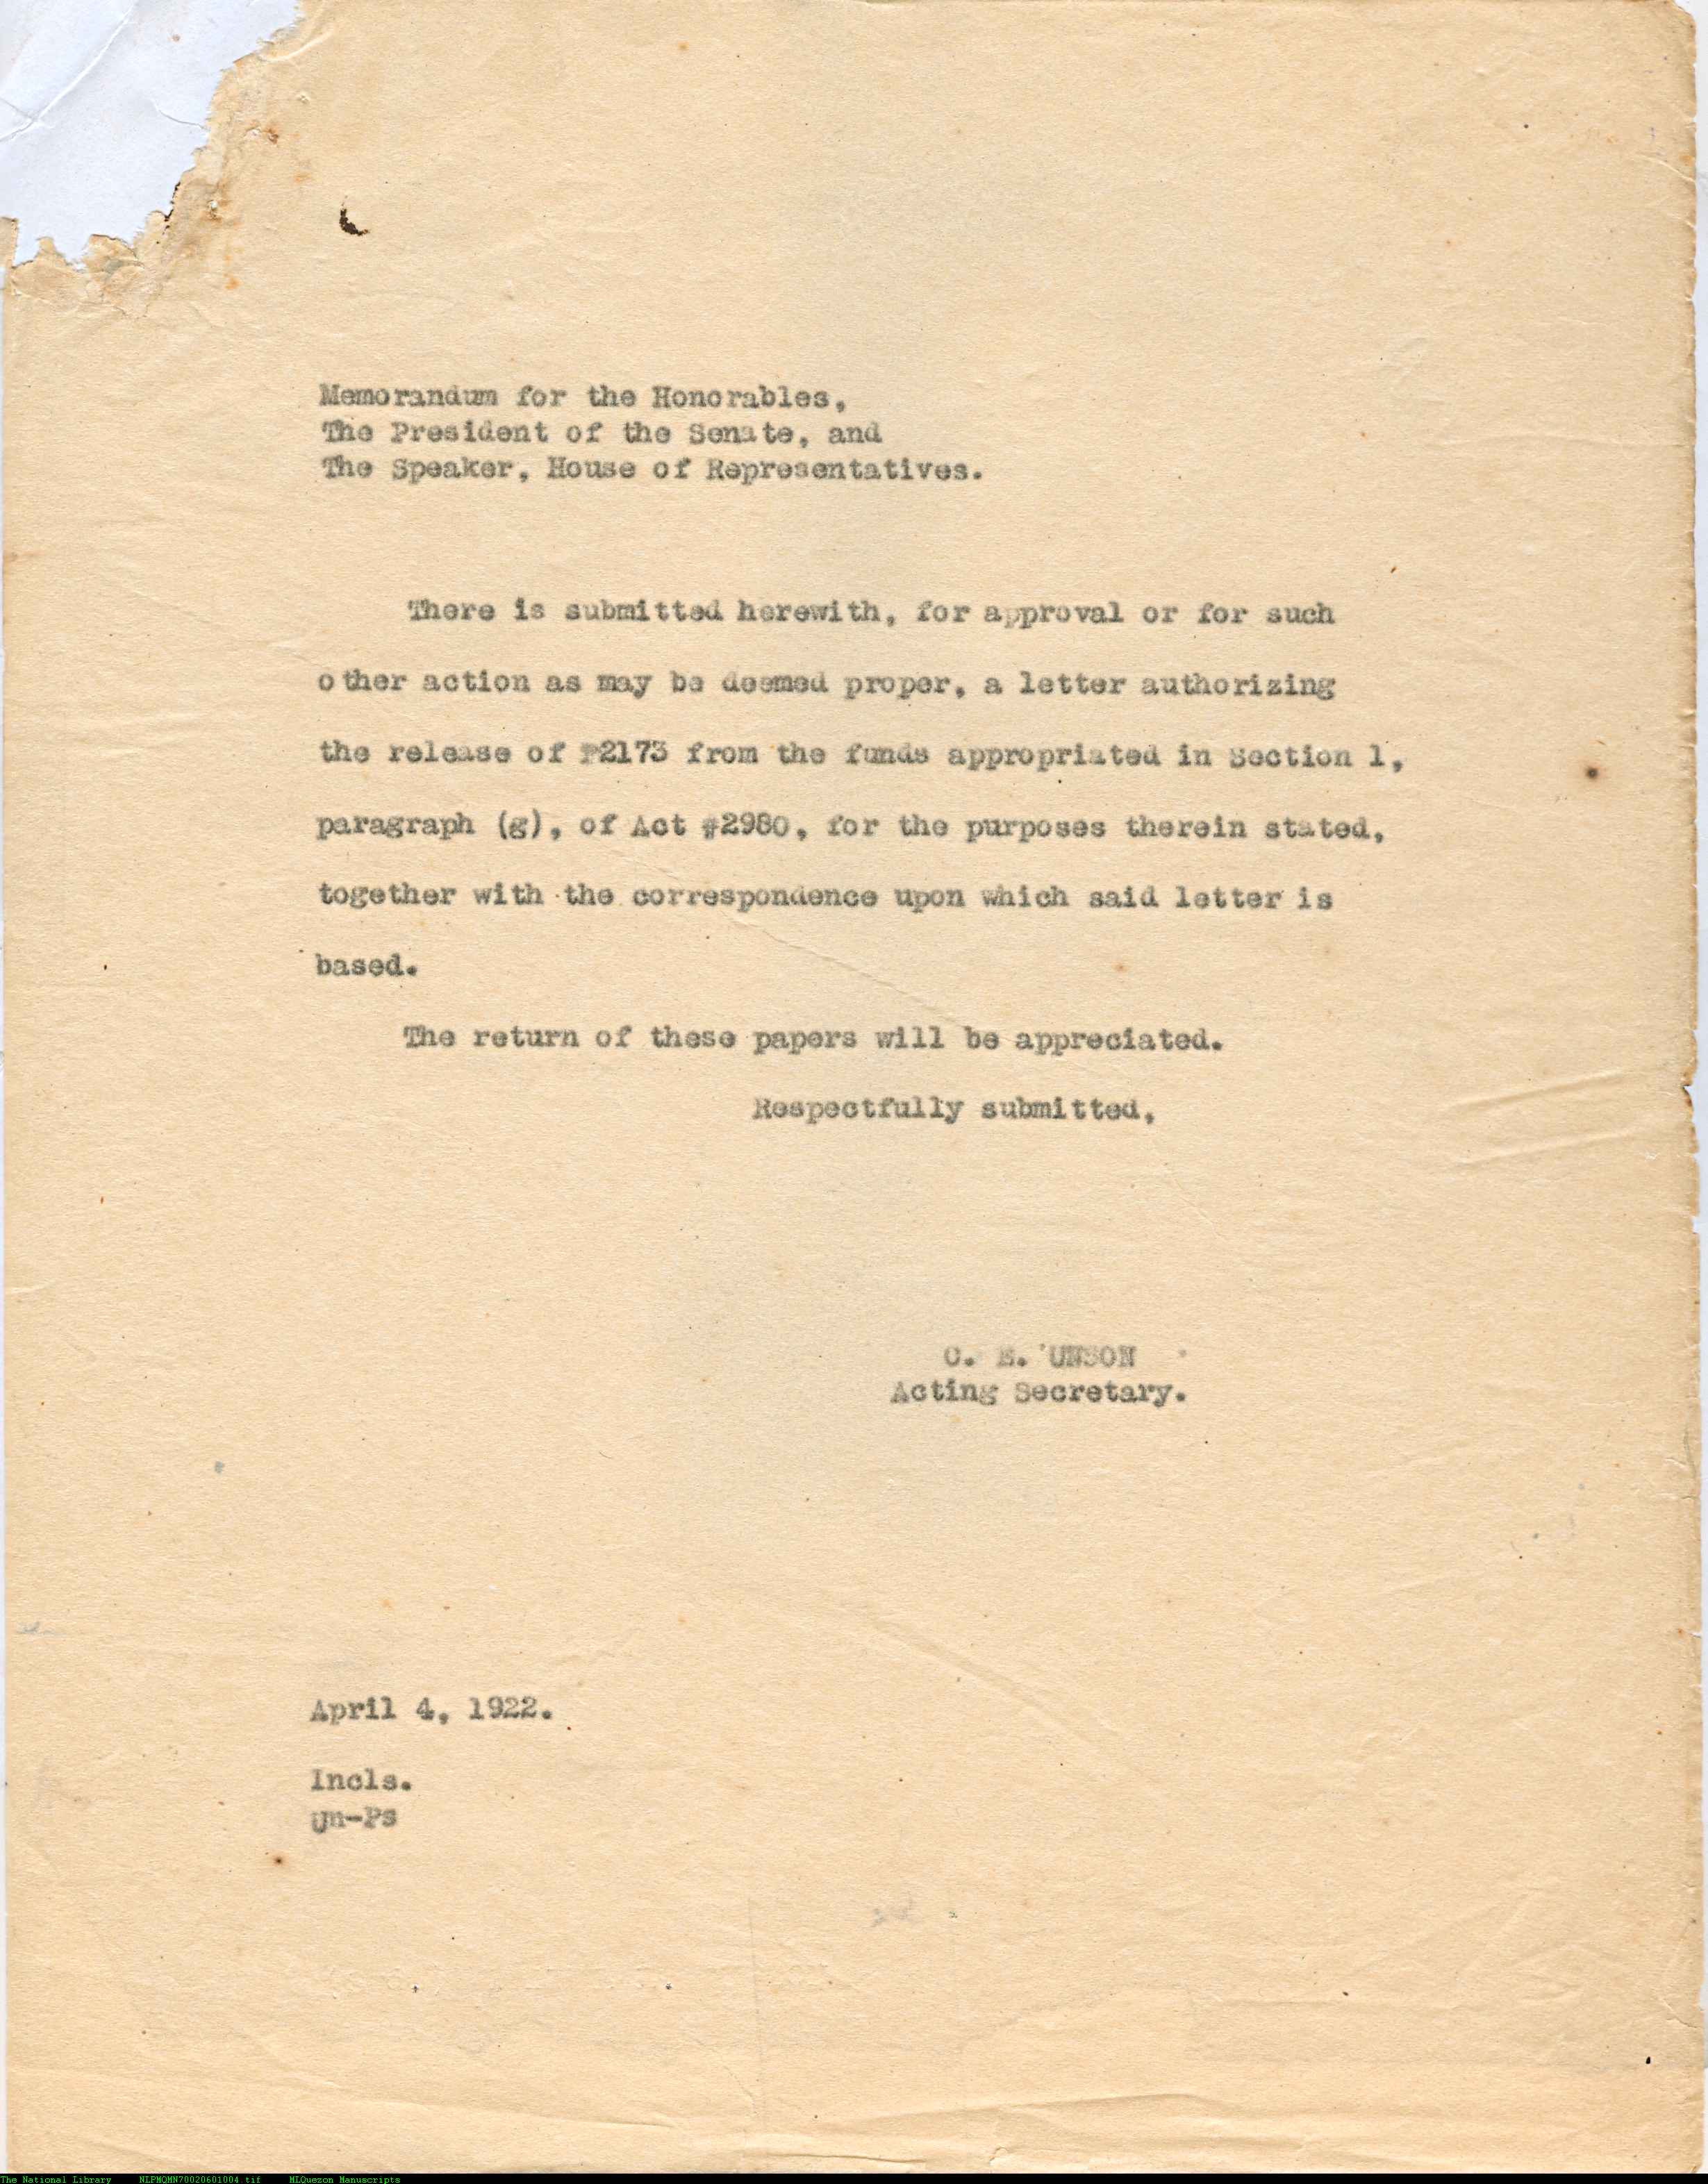 Memorandum for the Honorables,
The President of the Senate, and
The Speaker, House of Representatives.
There is submitted herewith, for approval or for such
other action as may be deemed proper, a letter authorizing
the release of ₱2173 from the funds appropriated in Section 1,
paragraph (g), of Act #2980, for the purposes therein stated,
together with the correspondence upon which said letter is
based.
The return of these papers will be appreciated.
Respectfully submitted,
C. E. UNSON
Acting Secretary.
April 4, 1922.
Incls.
Un-Ps
The National Library NLPMQMN70020601004.tif MLQuezon Manuscripts